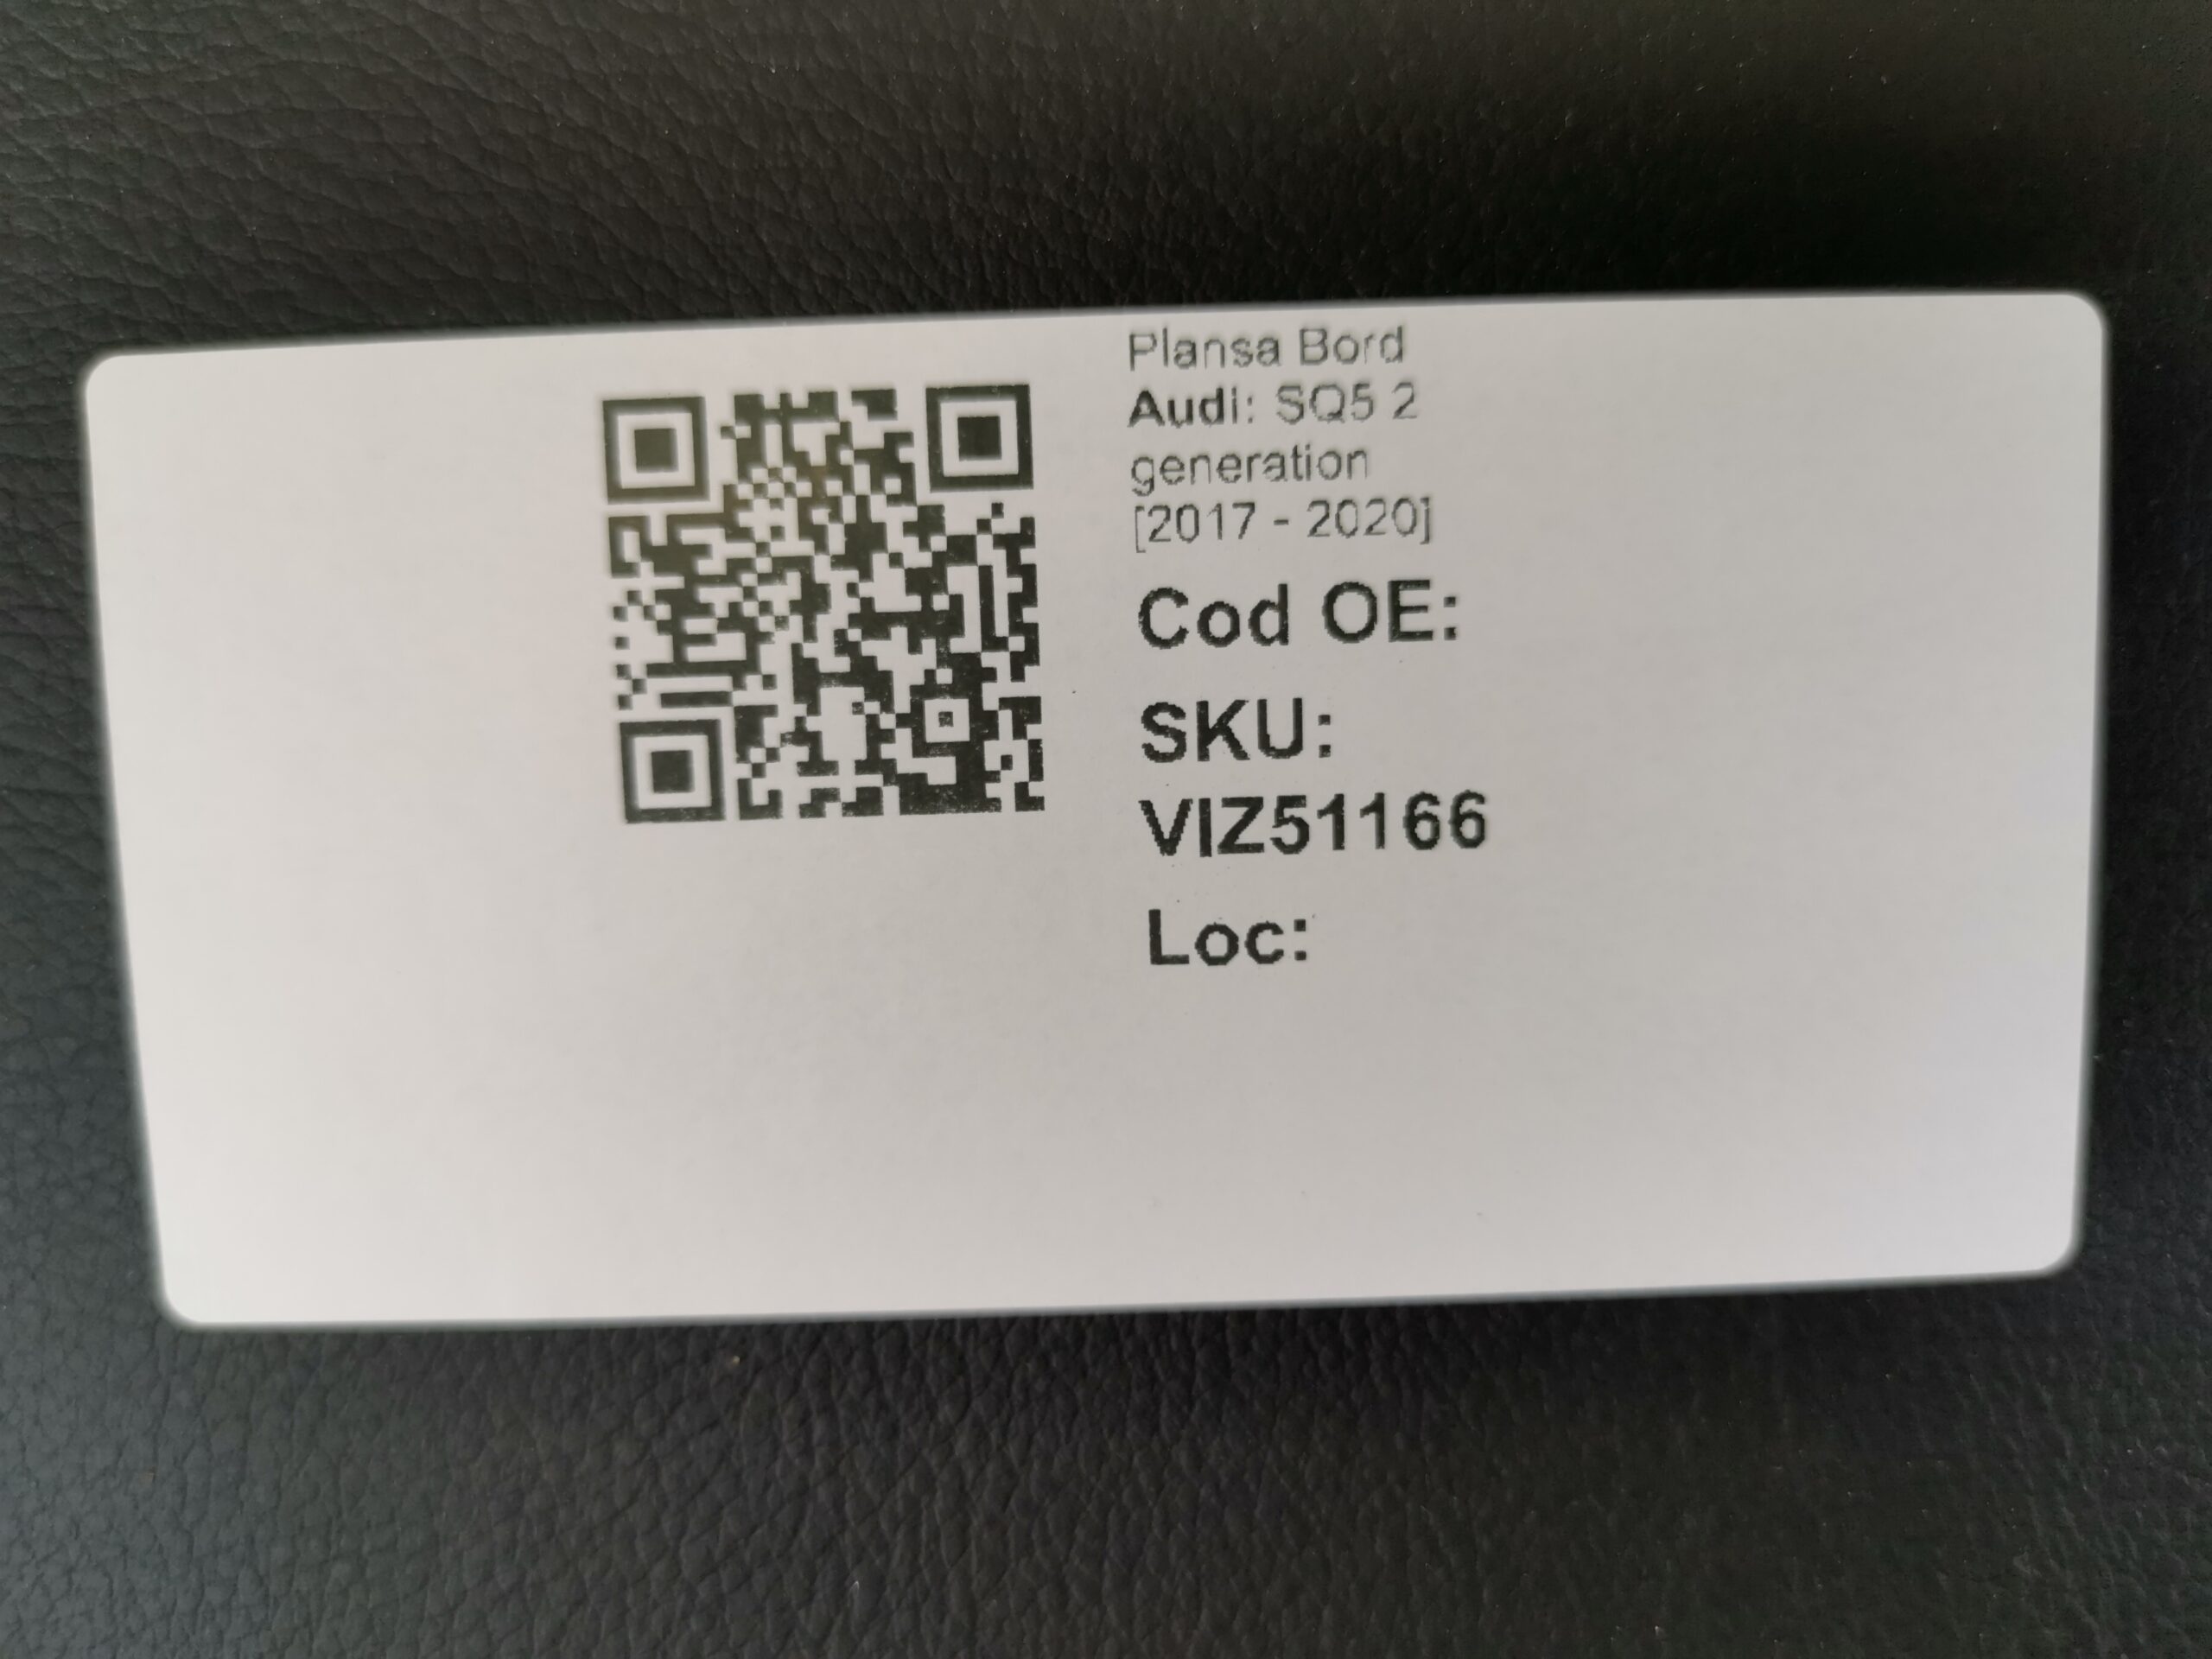 Plansa Bord
Audi: SQ5 2
generation
[2017 - 2020]
Cod OE:
SKU:
VIZ51166
Loc: